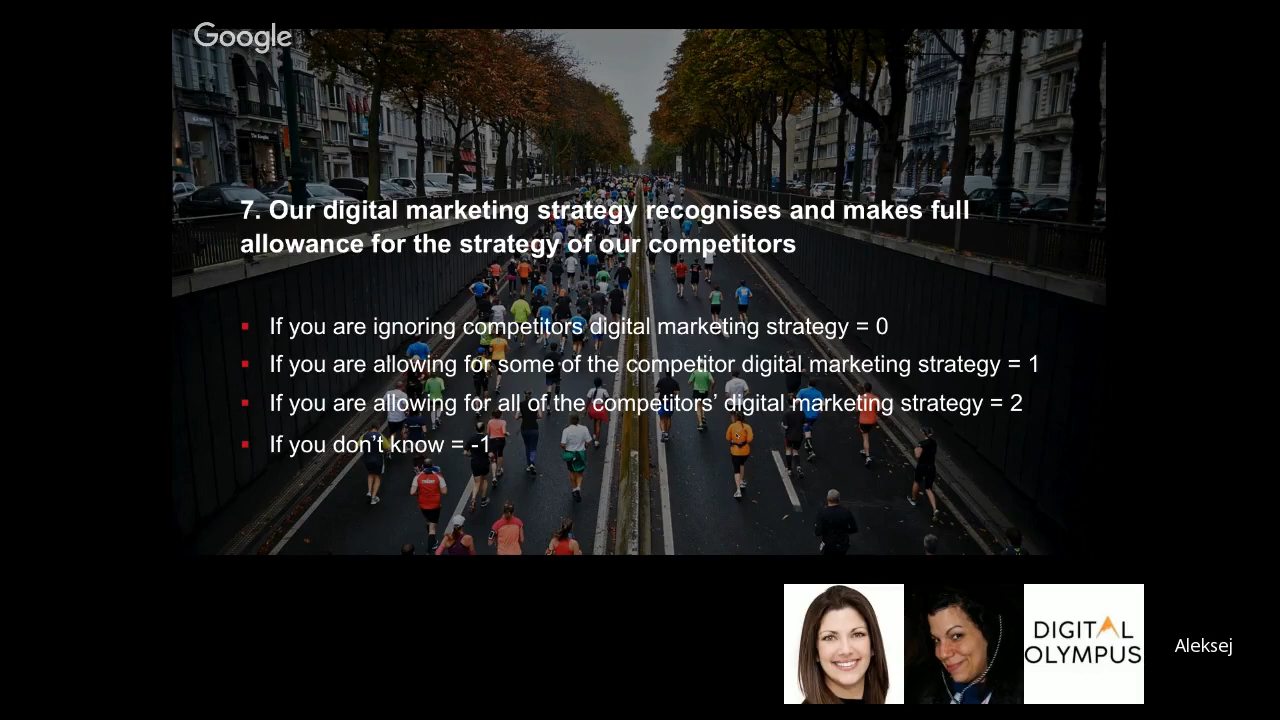 Google
7. Our digital marketing strategy recognises and makes full
allowance for the strategy of our competitors
If you are ignoring competitors digital marketing strategy = 0
If you are allowing for some of the competitor digital marketing strategy = 1
If you are allowing for all of the competitors’ digital marketing strategy = 2
If you don’t know = -1
DIGITAL
OLYMPUS
Aleksej